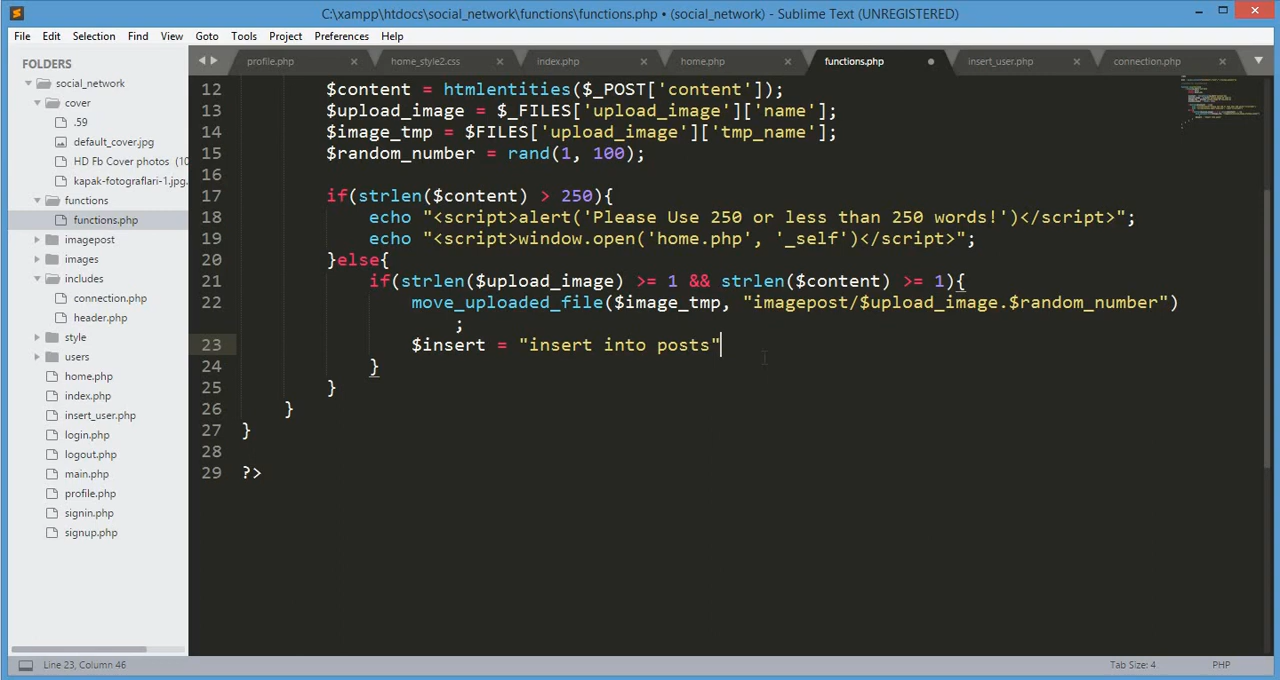 C:\xampp\htdocs\social_network\functions\functions.php • (social_network) - Sublime Text (UNREGISTERED)
File Edit Selection Find View Goto Tools Project Preferences Help
FOLDERS
social_network
cover
.59
default_cover.jpg
HD Fb Cover photos (10
kapak-fotograflari-1.jpg.
functions
functions.php
imagepost
images
includes
connection.php
header.php
style
users
home.php
index.php
insert_user.php
login.php
logout.php
main.php
profile.php
signin.php
signup.php
profile.php home_style2.css index.php home.php functions.php insert_user.php connection.php
12 $content = htmlentities($_POST['content']);
13 $upload_image = $_FILES['upload_image']['name'];
14 $image_tmp = $FILES['upload_image']['tmp_name'];
15 $random_number = rand(1, 100);
16
17 if(strlen($content) > 250){
18 echo "<script>alert('Please Use 250 or less than 250 words!')</script>";
19 echo "<script>window.open('home.php', '_self')</script>";
20 }else{
21 if(strlen($upload_image) >= 1 && strlen($content) >= 1){
22 move_uploaded_file($image_tmp, "imagepost/$upload_image.$random_number")
;
23 $insert = "insert into posts"
24 }
25 }
26 }
27 }
28
29 ?>
Line 23, Column 46 Tab Size: 4 PHP